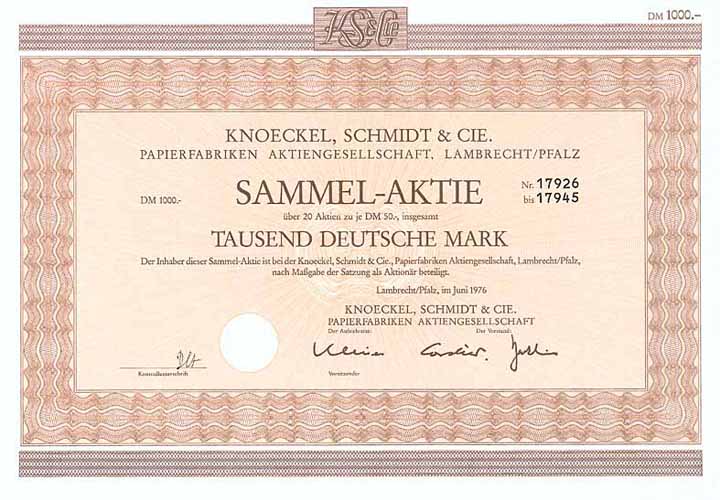 KS&Cie
DM 1000.–
KNOECKEL, SCHMIDT & CIE.
PAPIERFABRIKEN AKTIENGESELLSCHAFT, LAMBRECHT/PFALZ
DM 1000.- SAMMEL-AKTIE Nr. 17926
bis 17945
über 20 Aktien zu je DM 50.-, insgesamt
TAUSEND DEUTSCHE MARK
Der Inhaber dieser Sammel-Aktie ist bei der Knoeckel, Schmidt & Cie., Papierfabriken Aktiengesellschaft, Lambrecht/Pfalz,
nach Maßgabe der Satzung als Aktionär beteiligt.
Lambrecht/Pfalz, im Juni 1976
KNOECKEL, SCHMIDT & CIE.
PAPIERFABRIKEN AKTIENGESELLSCHAFT
Der Aufsichtsrat: Der Vorstand:
Kontrollunterschrift Vorsitzender